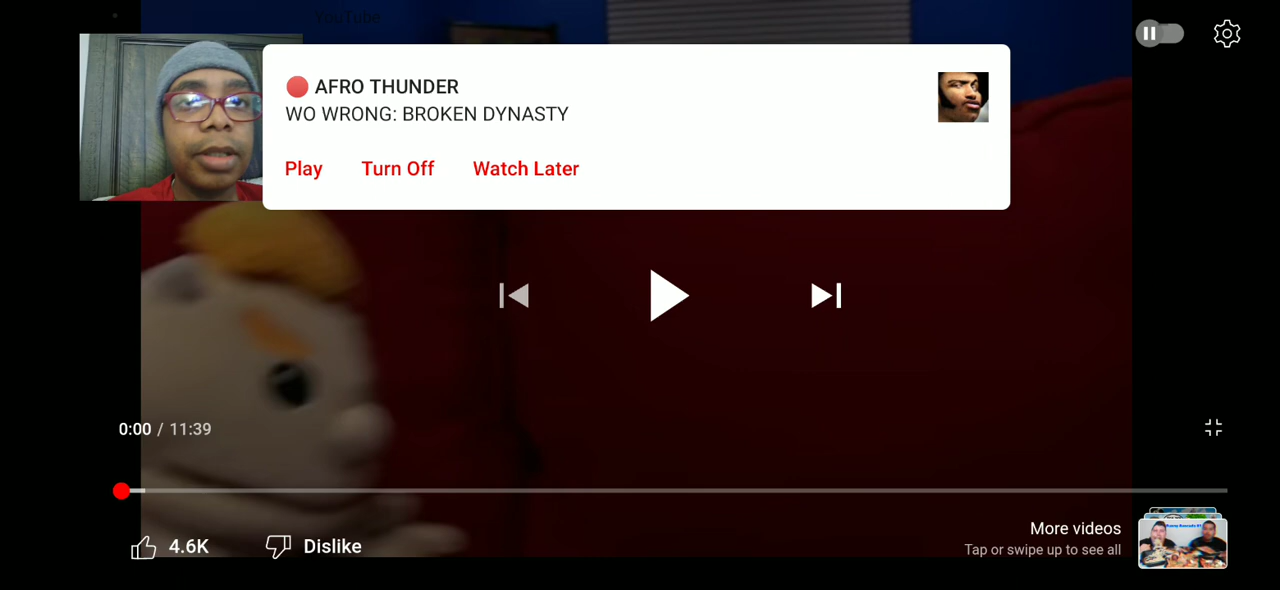 YouTube
AFRO THUNDER
WO WRONG: BROKEN DYNASTY
Play Turn Off Watch Later
0:00 / 11:39
4.6K Dislike
More videos
Tap or swipe up to see all